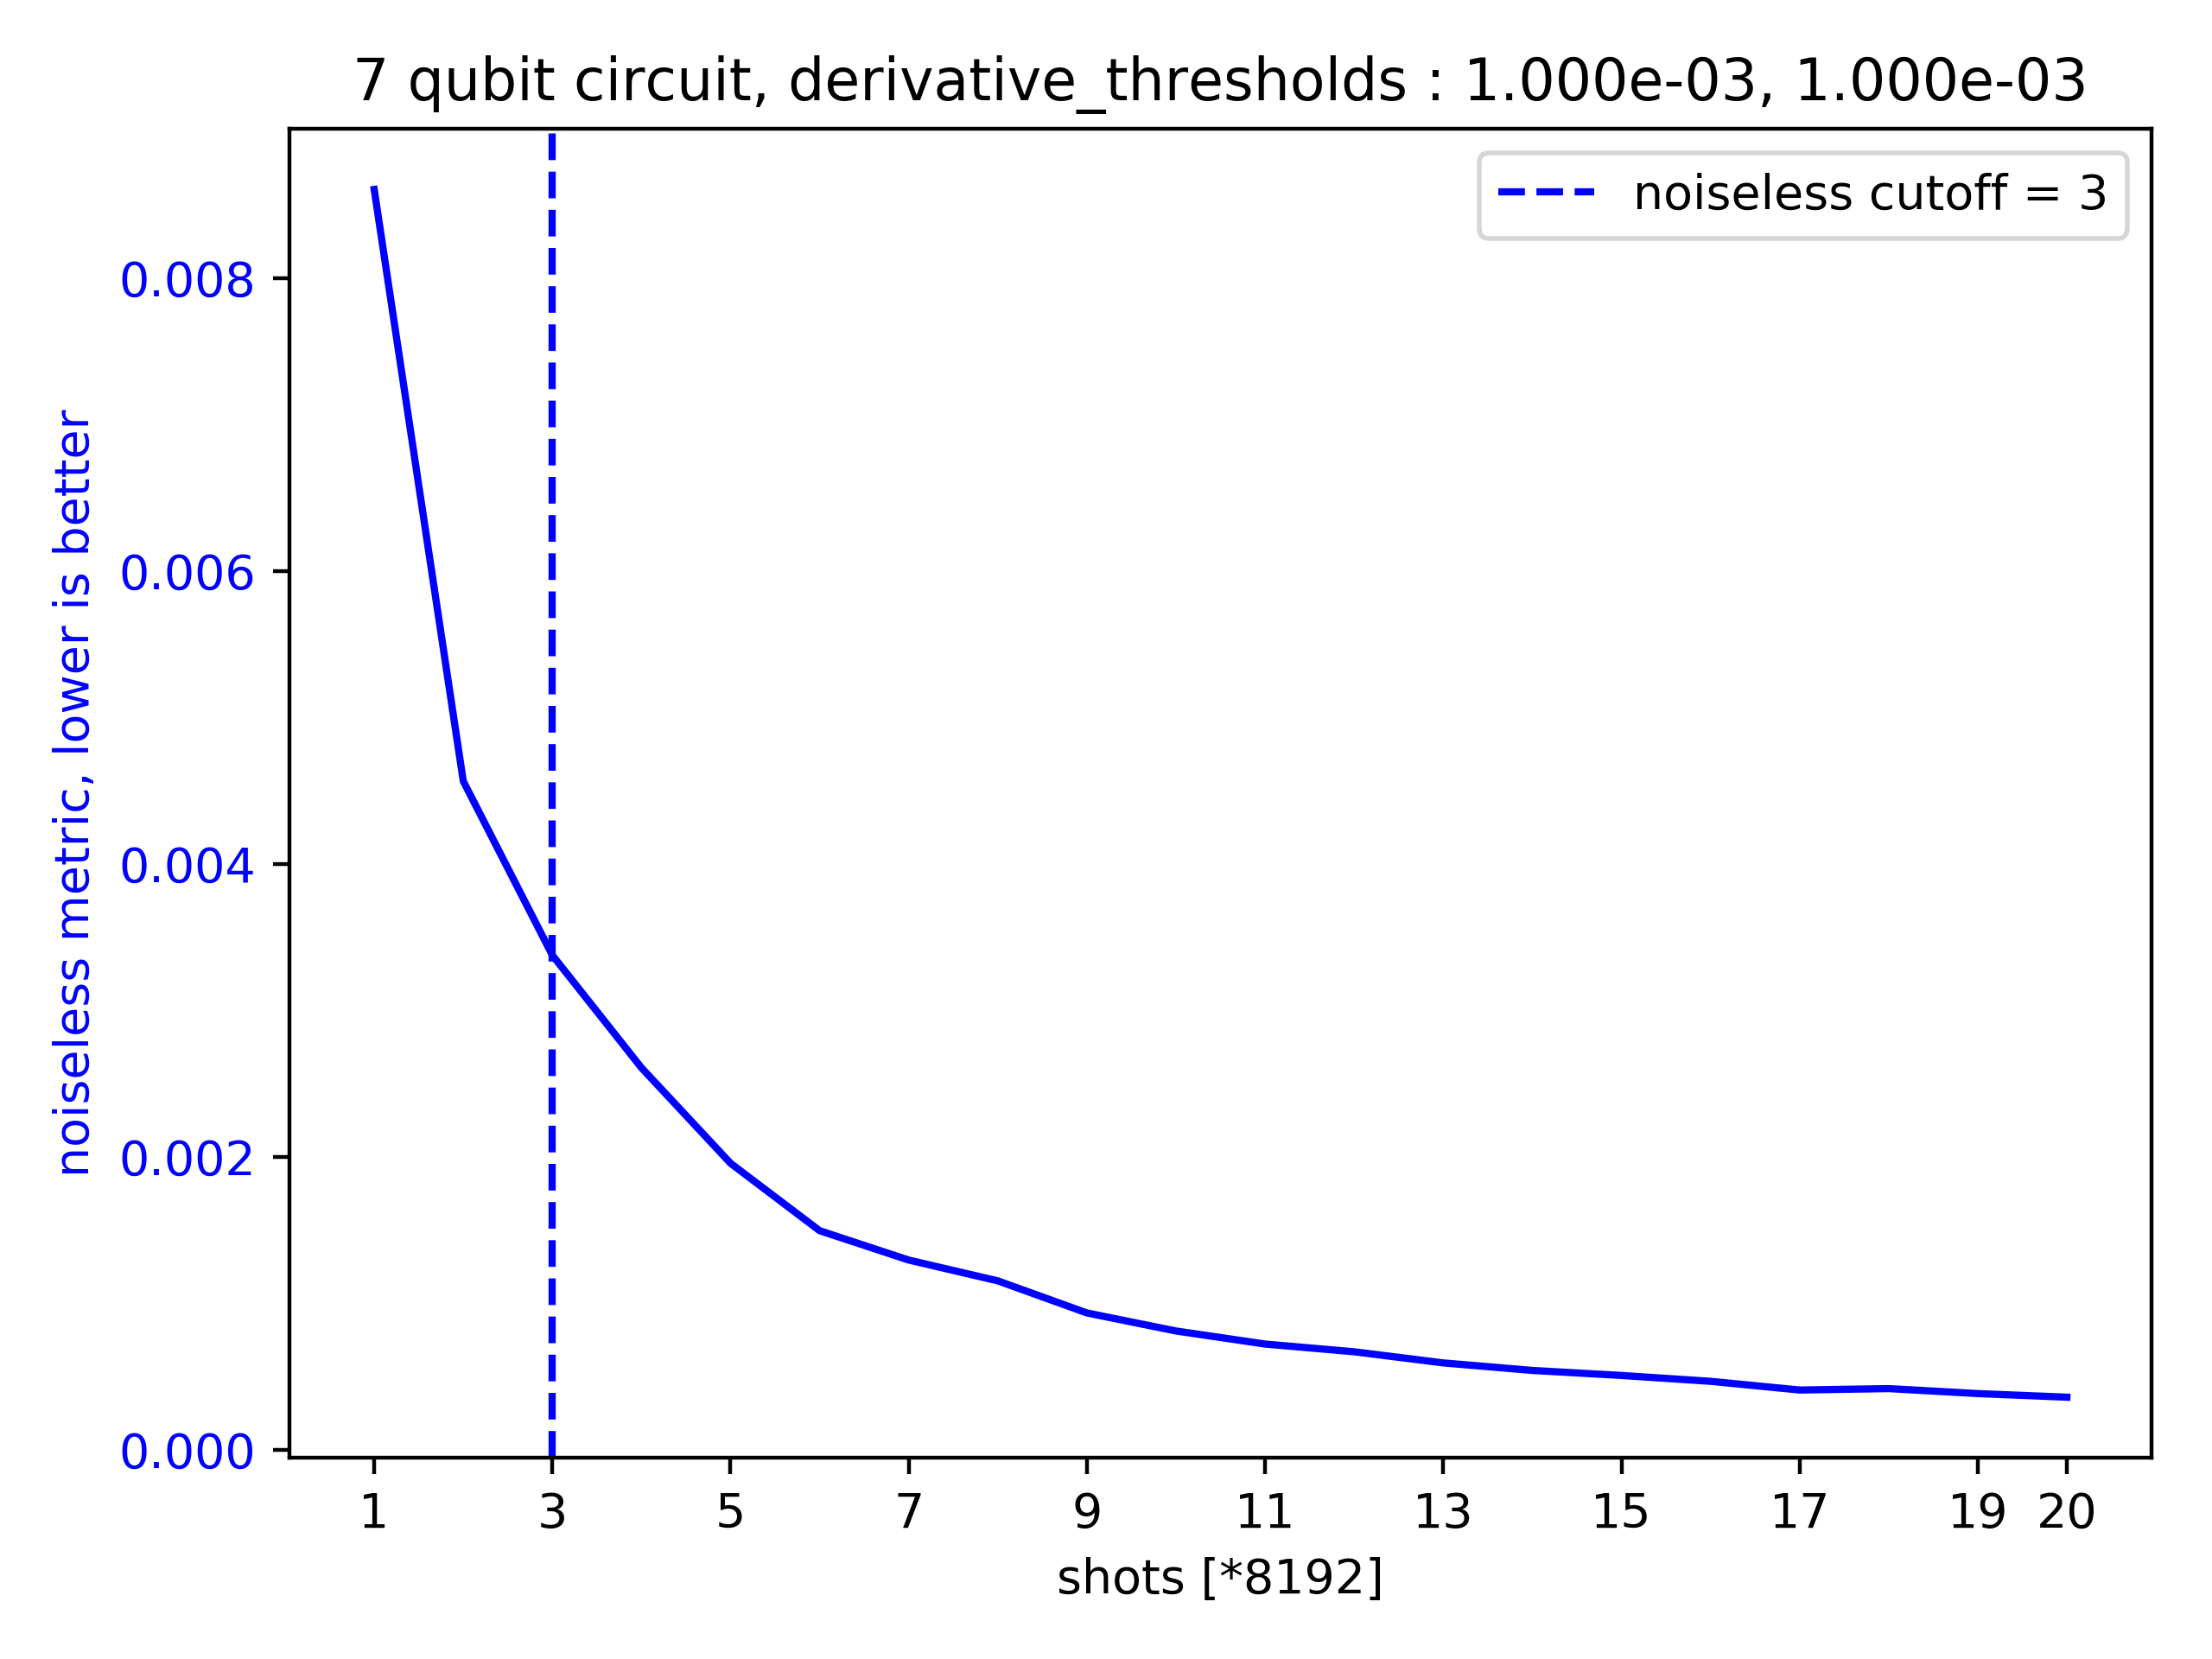 7 qubit circuit, derivative_thresholds : 1.000e-03, 1.000e-03
noiseless cutoff = 3
noiseless metric, lower is better
0.008
0.006
0.004
0.002
0.000
1 3 5 7 9 11 13 15 17 19 20
shots [*8192]